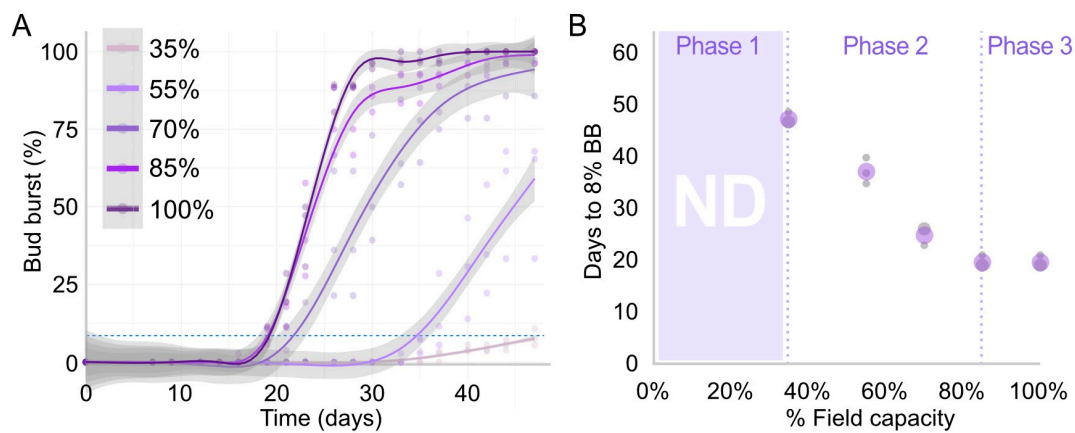 A
35%
55%
70%
85%
100%
100
75
50
25
0
Bud burst (%)
0 10 20 30 40
Time (days)
B
Phase 1 Phase 2 Phase 3
ND
60
50
40
30
20
10
0
Days to 8% BB
0% 20% 40% 60% 80% 100%
% Field capacity